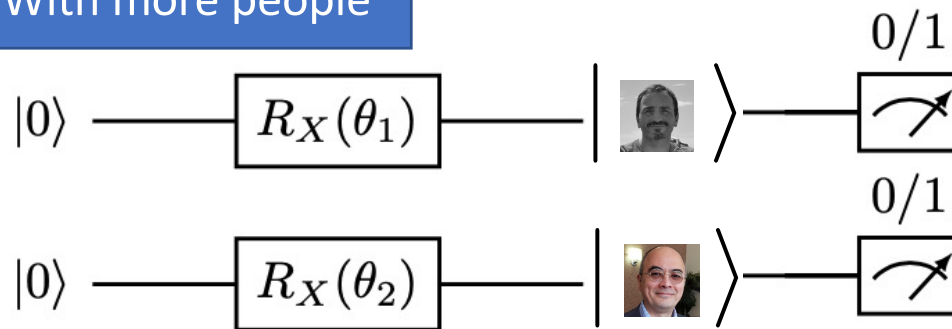 With more people
0/1
|0⟩ R_X(θ_1) | ⟩
0/1
|0⟩ R_X(θ_2) | ⟩